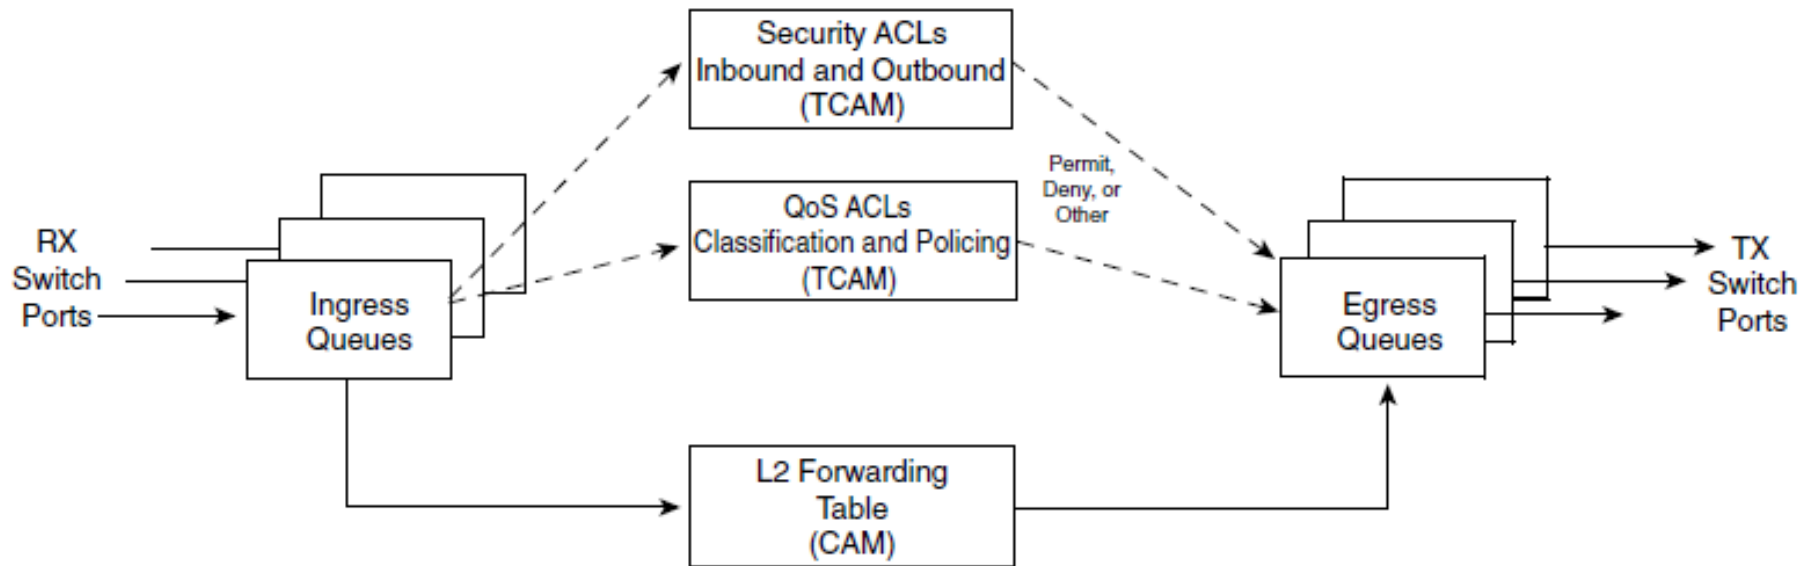 Security ACLs
Inbound and Outbound
(TCAM)
Permit,
Deny, or
Other
QoS ACLs
Classification and Policing
(TCAM)
RX
Switch
Ports
Ingress
Queues
Egress
Queues
TX
Switch
Ports
L2 Forwarding
Table
(CAM)